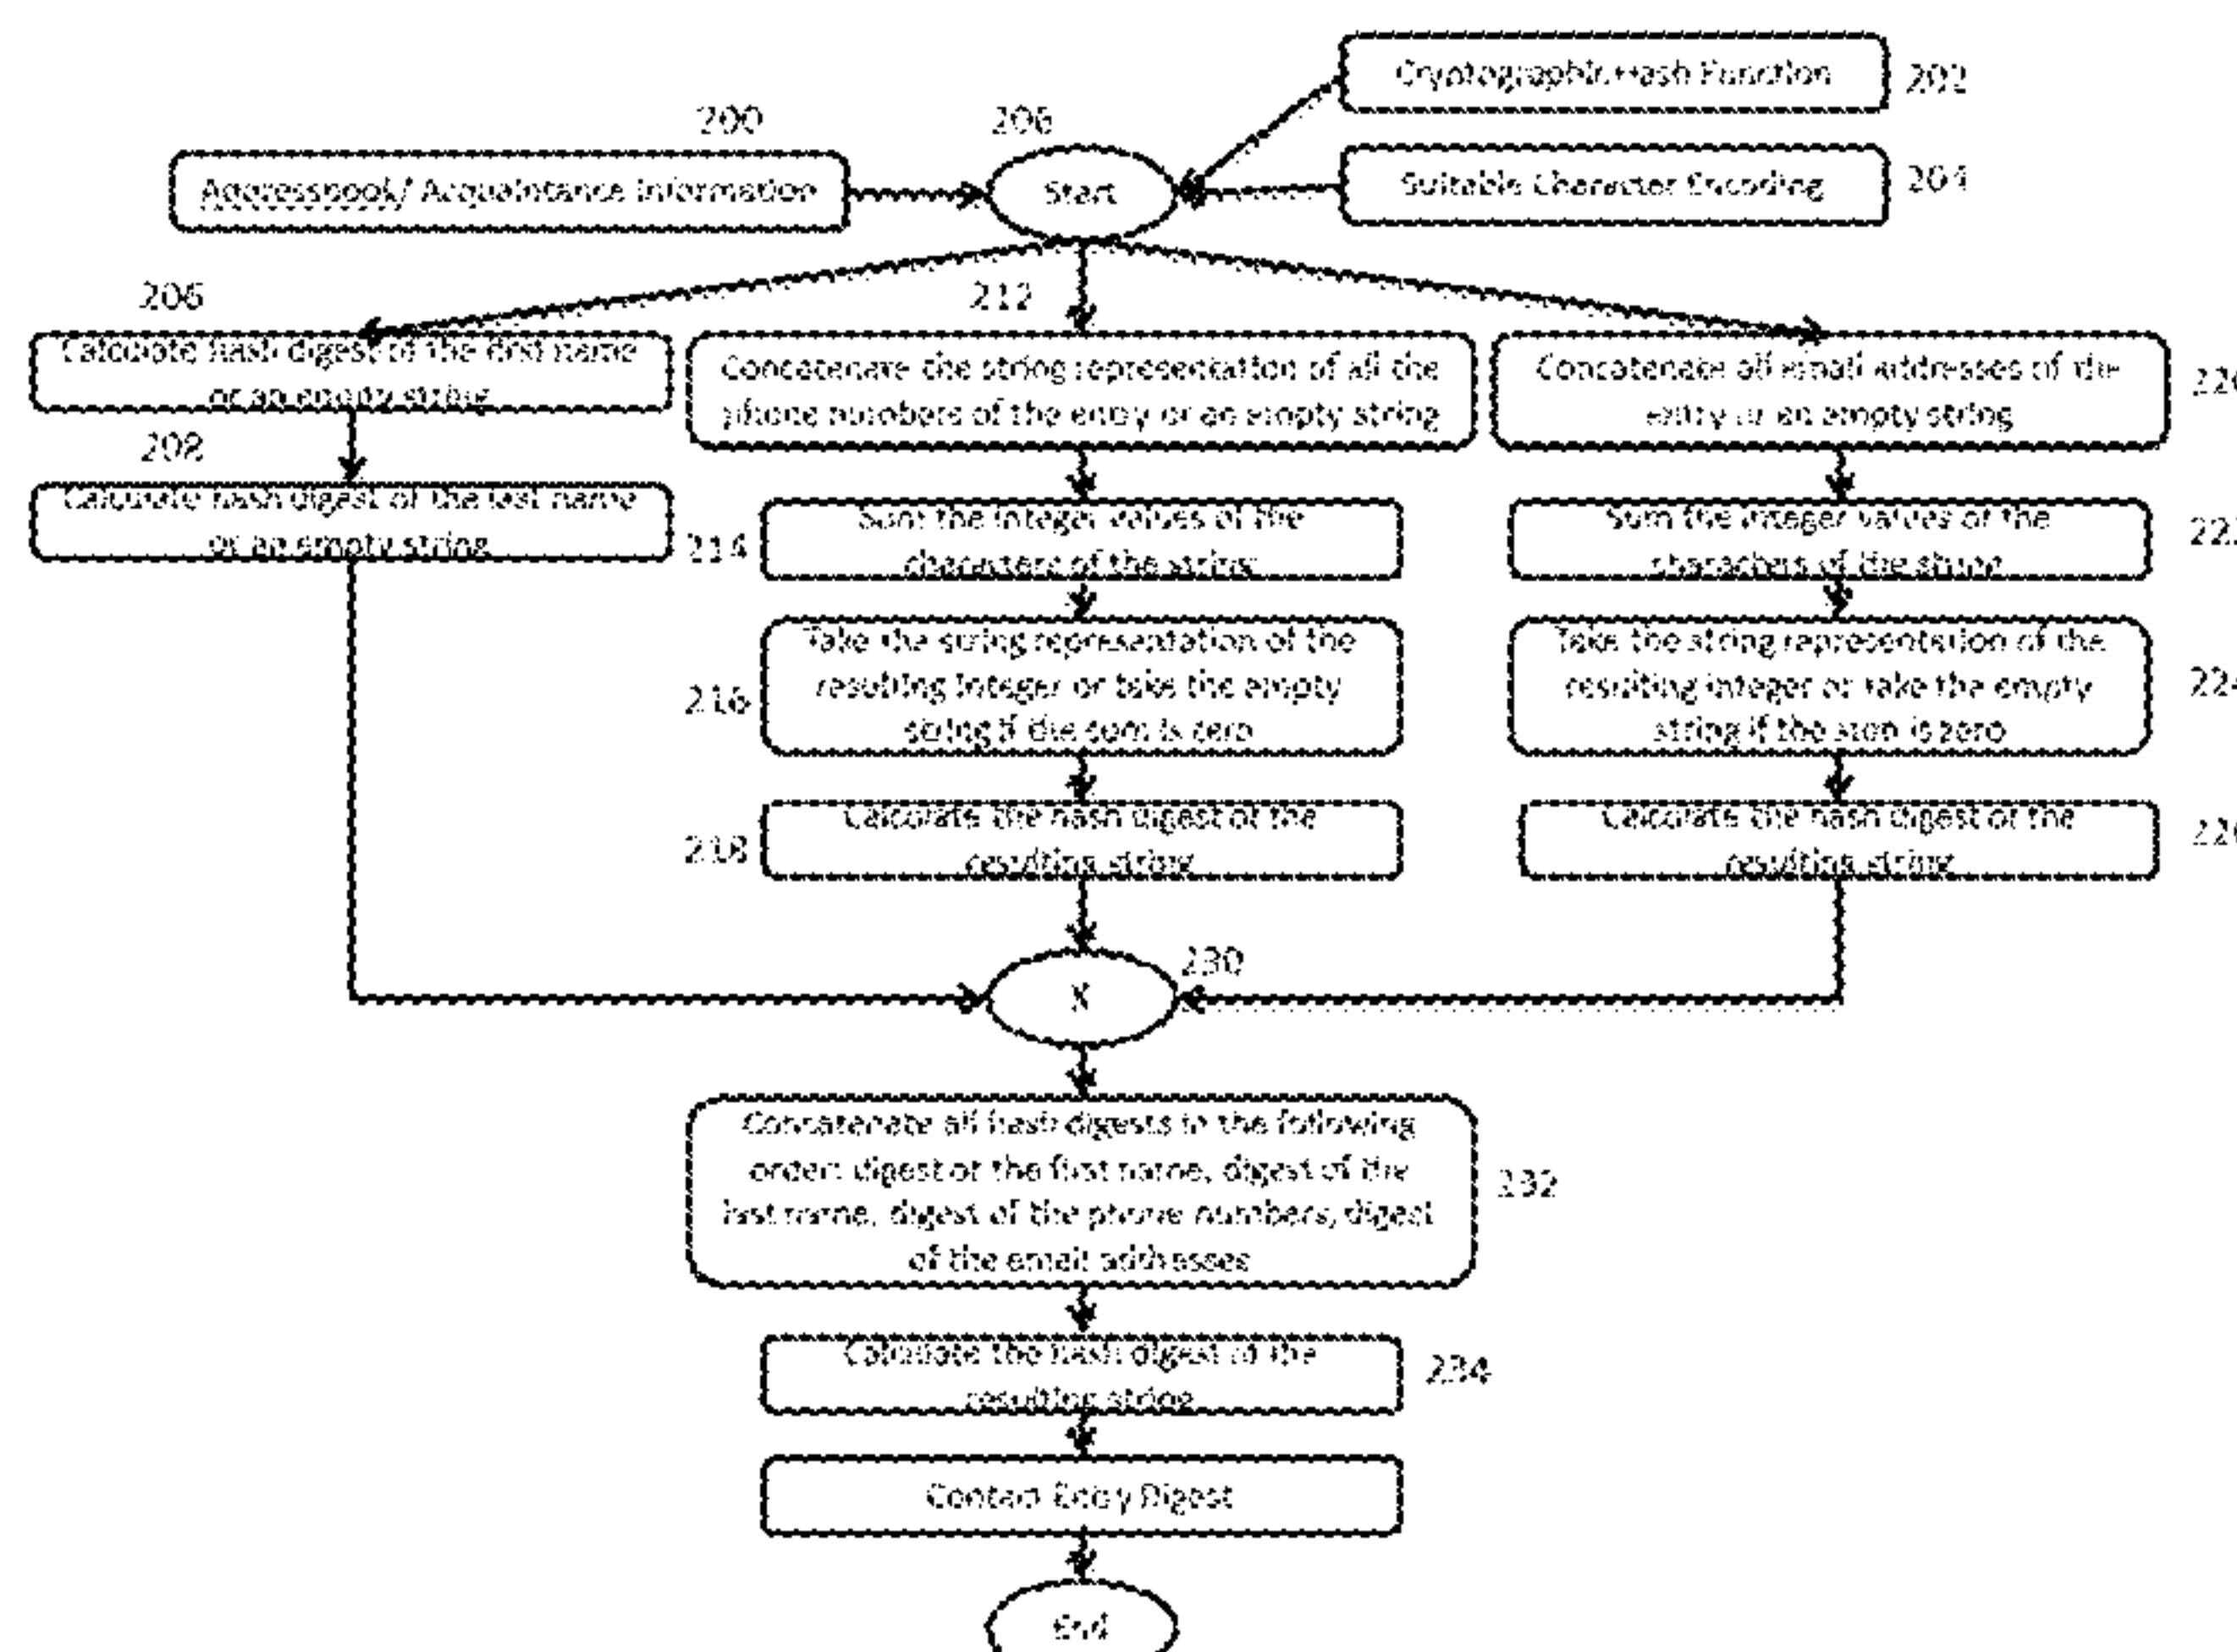 Cryptographic Hash Function
202
200
206
Addressbook/ Acquaintance Information
Start
Suitable Character Encoding
204
206
212
Calculate hash digest of the first name
or an empty string
Concatenate the string representation of all the
phone numbers of the entry or an empty string
Concatenate all email addresses of the
entry or an empty string
208
Calculate hash digest of the last name
or an empty string
214
Sum the integer values of the
characters of the string
Sum the integer values of the
characters of the string
216
Take the string representation of the
resulting integer or take the empty
string if the sum is zero
Take the string representation of the
resulting integer or take the empty
string if the sum is zero
218
Calculate the hash digest of the
resulting string
Calculate the hash digest of the
resulting string
230
X
Concatenate all hash digests in the following
order: digest of the first name, digest of the
last name, digest of the phone numbers, digest
of the email addresses
232
Calculate the hash digest of the
resulting string
234
Contact Entry Digest
End